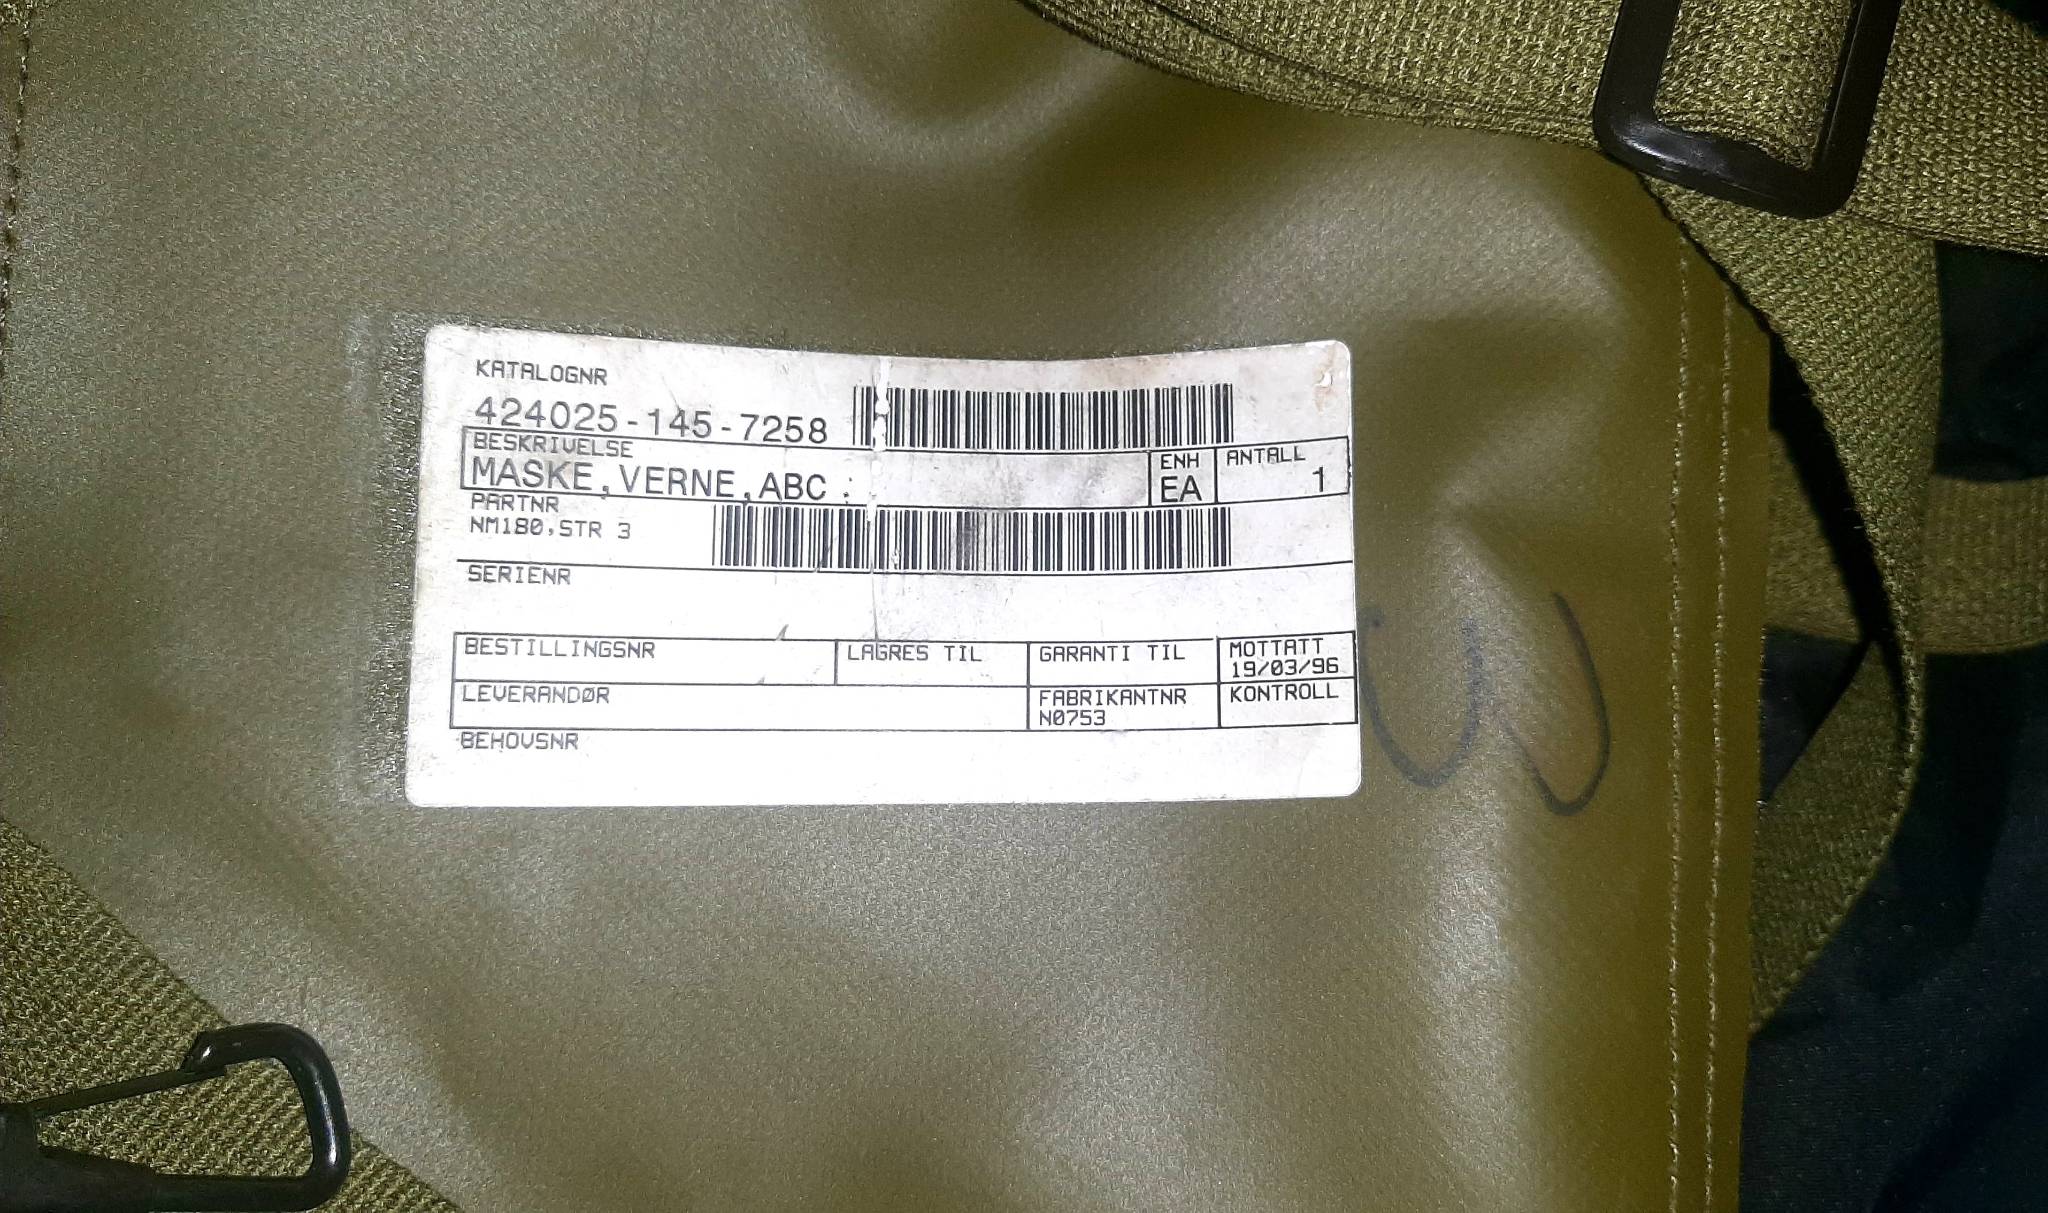 KATALOGNR
424025-145-7258
BESKRIVELSE
MASKE,VERNE,ABC .
ENH
EA
ANTALL
1
PARTNR
NM180,STR 3
SERIENR
BESTILLINGSNR
LAGRES TIL
GARANTI TIL
MOTTATT
19/03/96
LEVERANDØR
FABRIKANTNR
N0753
KONTROLL
BEHOVSNR
3